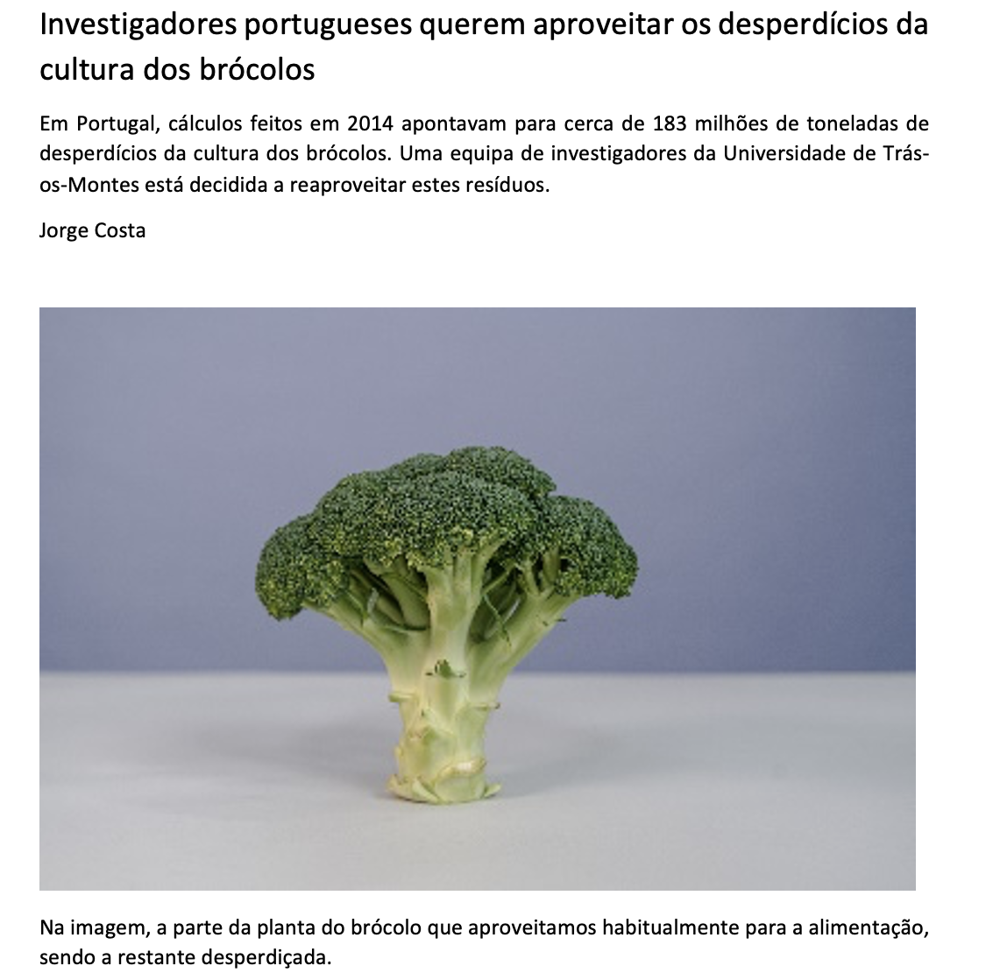 Investigadores portugueses querem aproveitar os desperdícios da
cultura dos brócolos
Em Portugal, cálculos feitos em 2014 apontavam para cerca de 183 milhões de toneladas de
desperdícios da cultura dos brócolos. Uma equipa de investigadores da Universidade de Trás-
os-Montes está decidida a reaproveitar estes resíduos.
Jorge Costa
Na imagem, a parte da planta do brócolo que aproveitamos habitualmente para a alimentação,
sendo a restante desperdiçada.